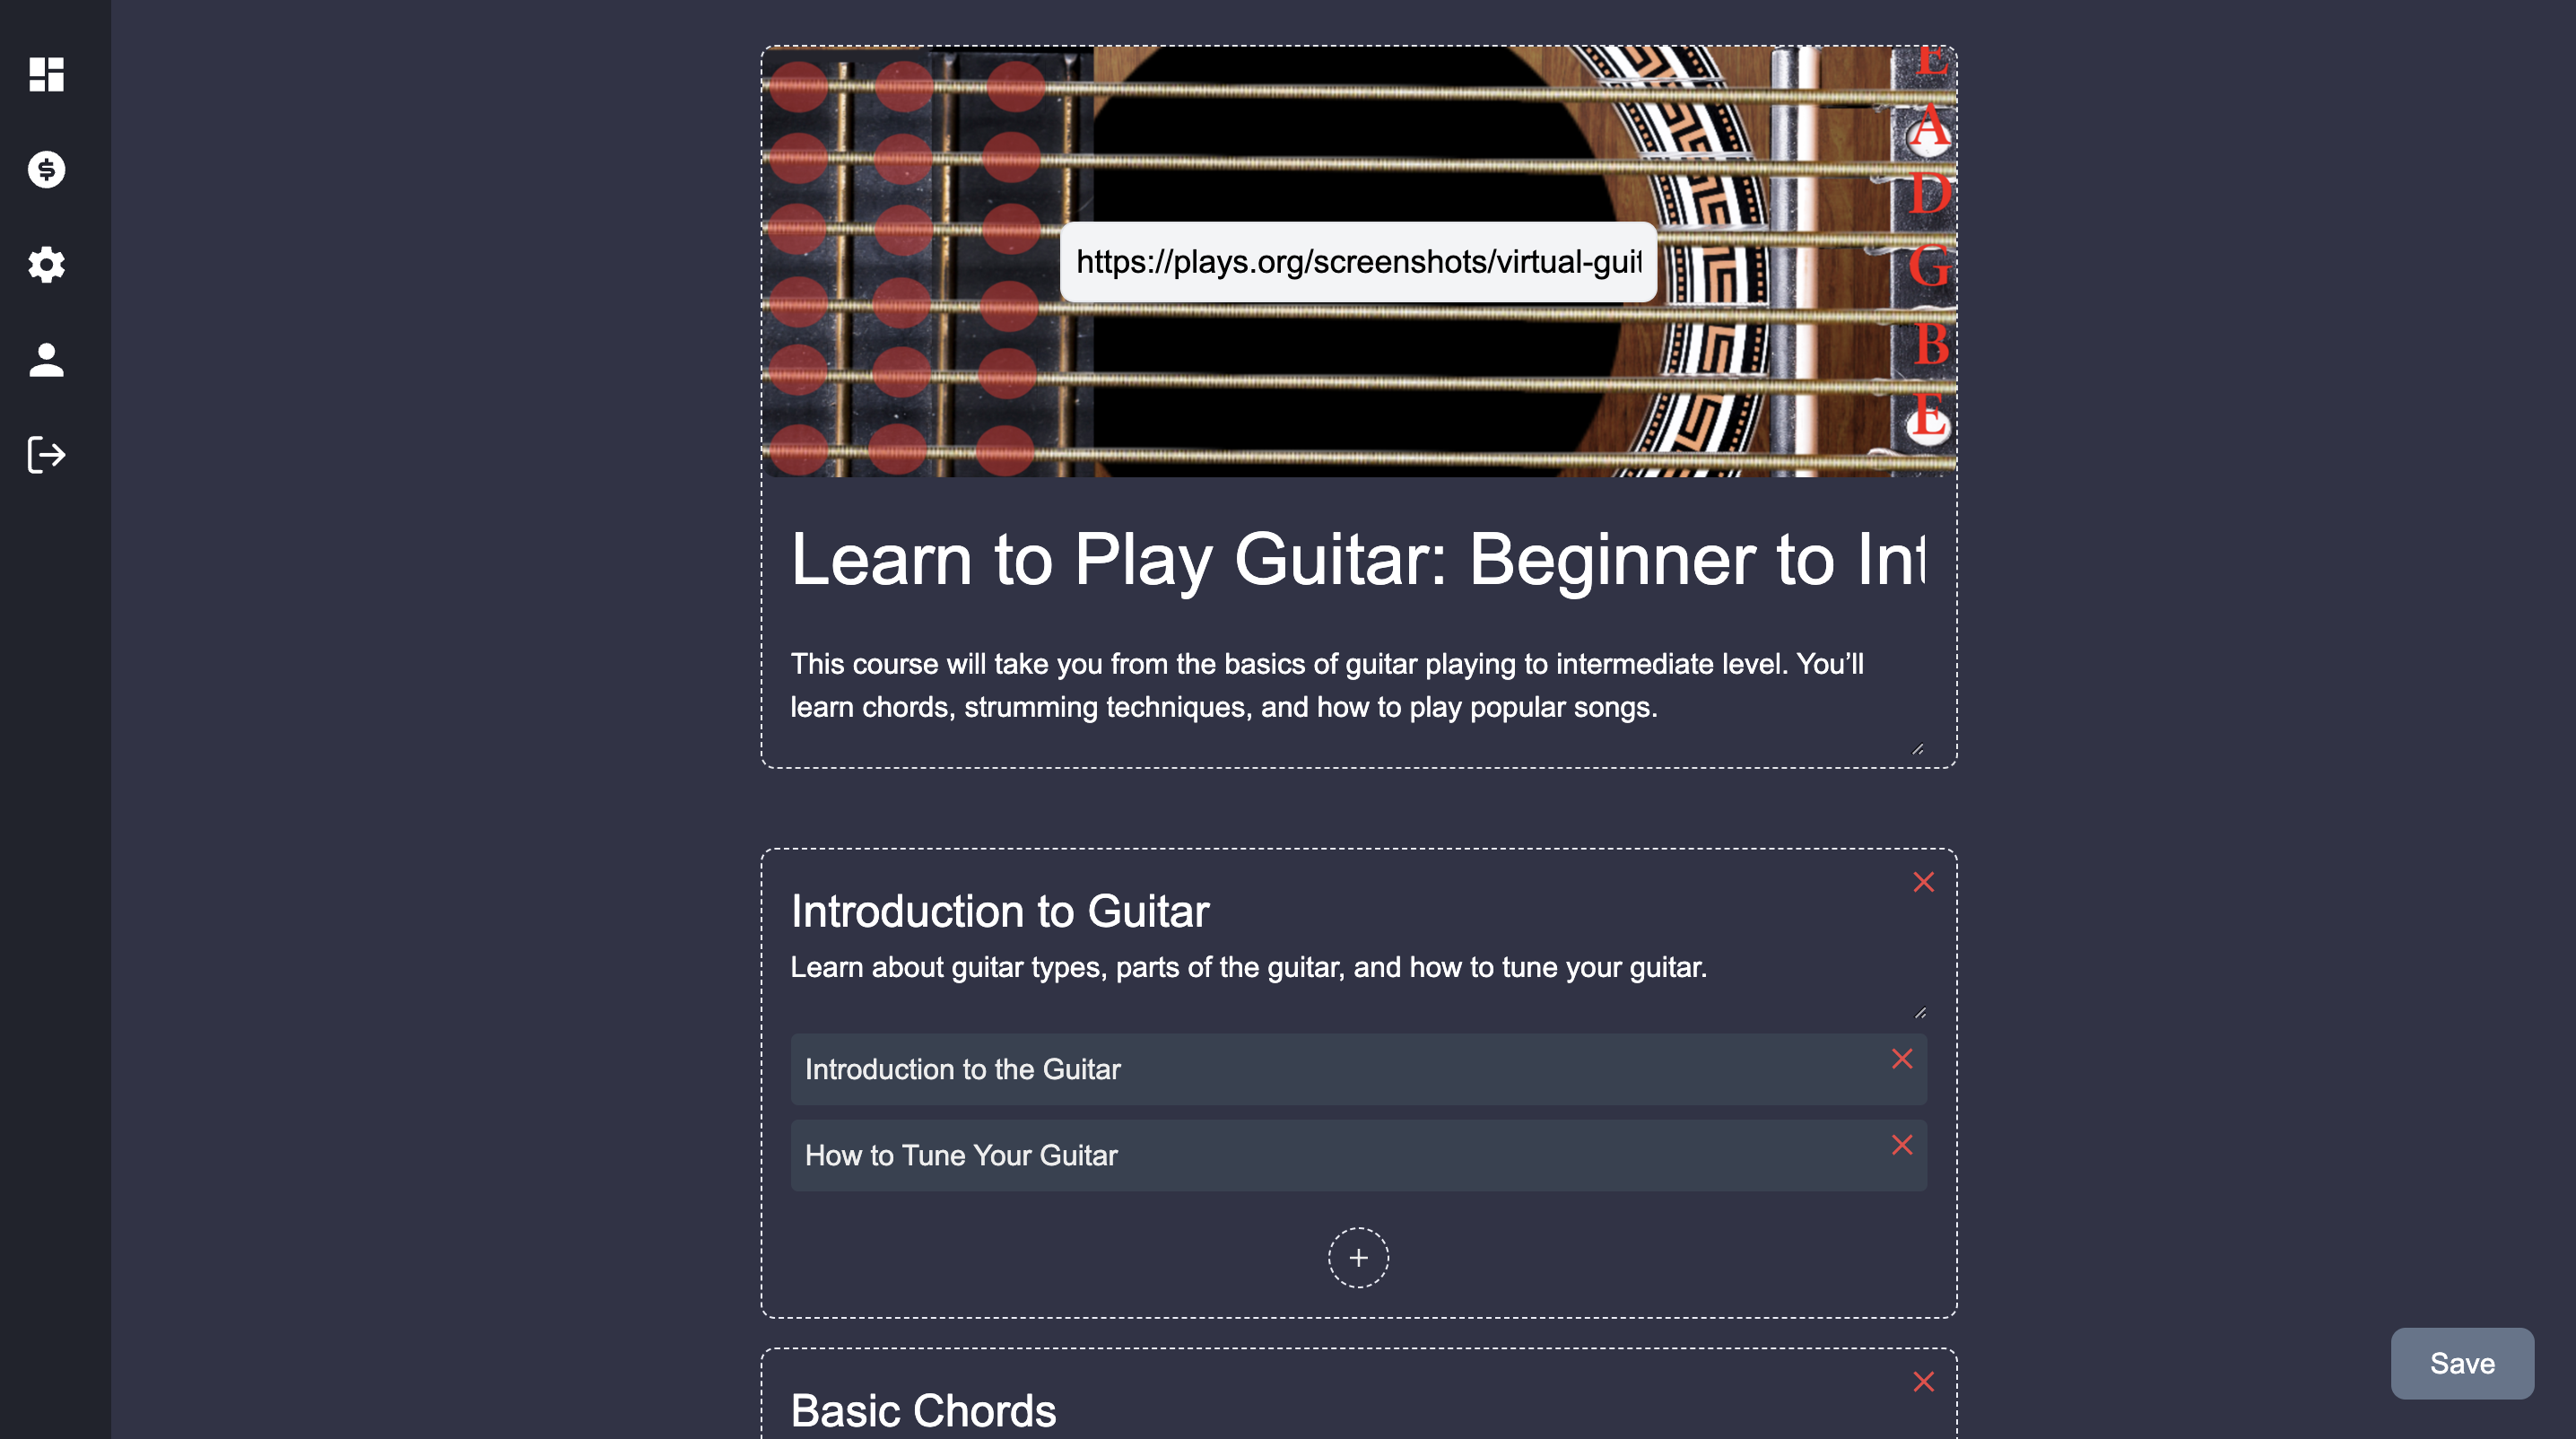 E
A
D
G
B
E
https://plays.org/screenshots/virtual-guit
Learn to Play Guitar: Beginner to Int
This course will take you from the basics of guitar playing to intermediate level. You’ll
learn chords, strumming techniques, and how to play popular songs.
Introduction to Guitar
Learn about guitar types, parts of the guitar, and how to tune your guitar.
Introduction to the Guitar
How to Tune Your Guitar
+
Save
Basic Chords